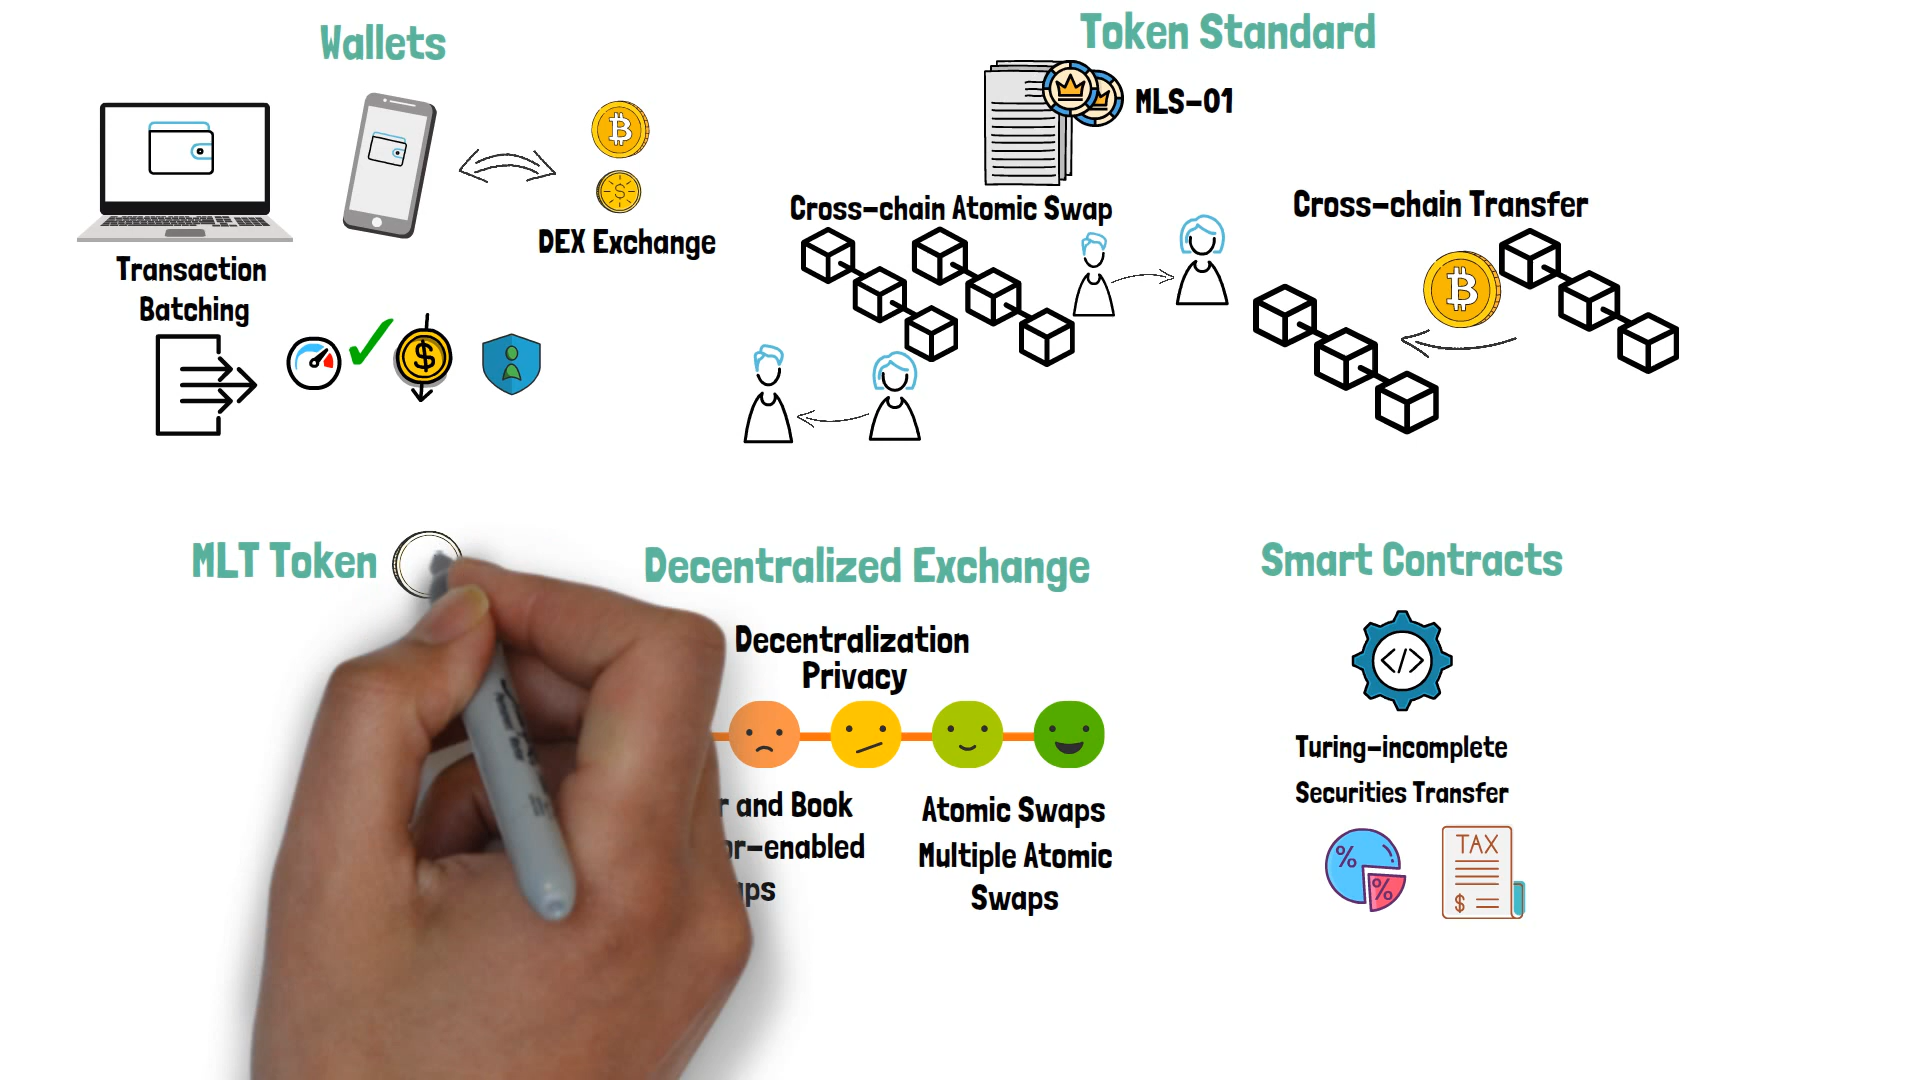 Wallets
Token Standard
MLS-01
Cross-chain Atomic Swap
Cross-chain Transfer
DEX Exchange
Transaction
Batching
MLT Token
Decentralized Exchange
Smart Contracts
Decentralization
Privacy
and Book
Atomic Swaps
Multiple Atomic
Swaps
Turing-incomplete
Securities Transfer
%
%
TAX
$